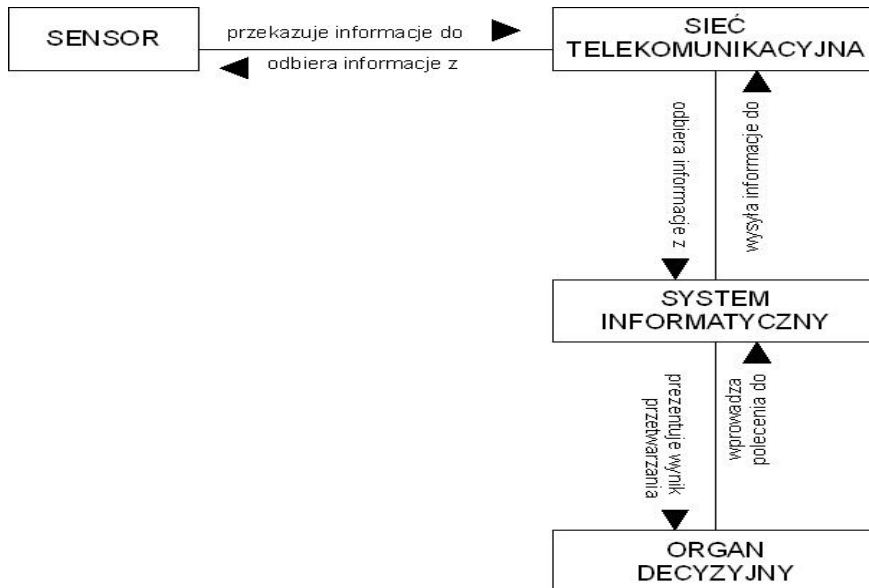 SENSOR
przekazuje informacje do
odbiera informacje z
SIEĆ
TELEKOMUNIKACYJNA
odbiera informacje z
wysyła informacje do
SYSTEM
INFORMATYCZNY
prezentuje wynik
przetwarzania
wprowadza
polecenia do
ORGAN
DECYZYJNY